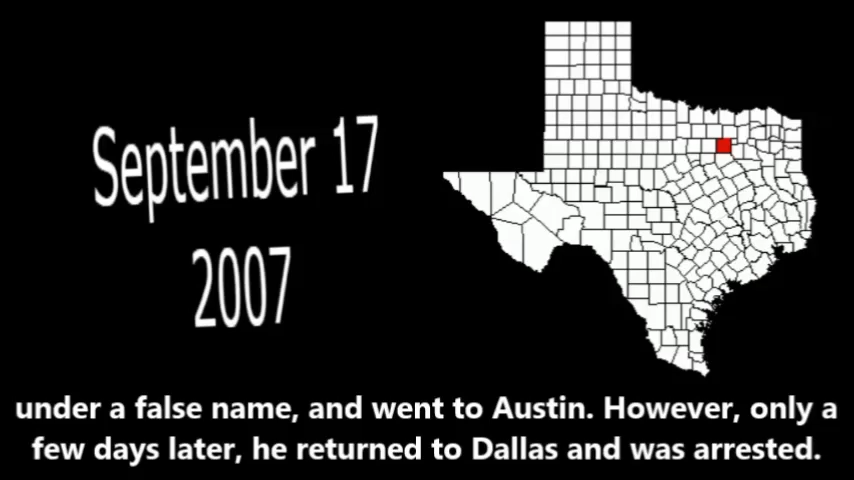 September 17
2007
under a false name, and went to Austin. However, only a
few days later, he returned to Dallas and was arrested.